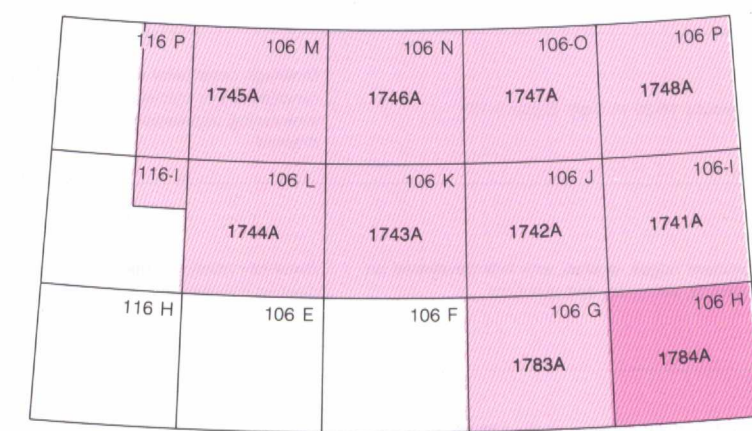 116 P
106 M
106 N
106-O
106 P
1745A
1746A
1747A
1748A
116-I
106 L
106 K
106 J
106-I
1744A
1743A
1742A
1741A
116 H
106 E
106 F
106 G
106 H
1783A
1784A